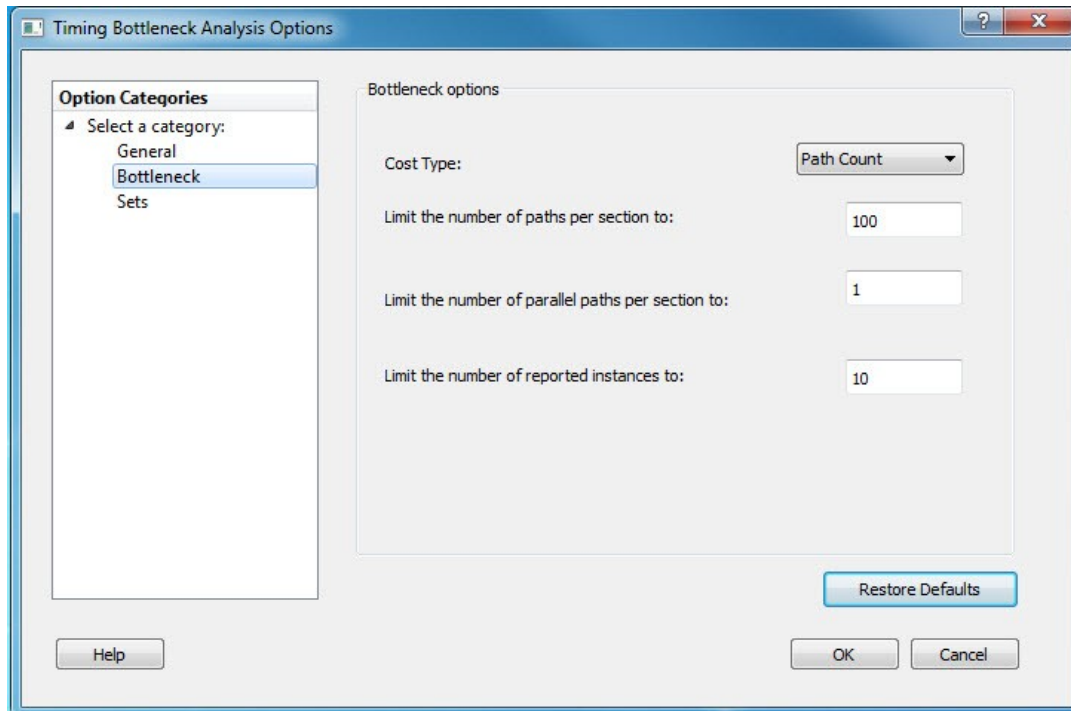 Timing Bottleneck Analysis Options
?
X
Option Categories
Select a category:
General
Bottleneck
Sets
Bottleneck options
Cost Type: Path Count
Limit the number of paths per section to: 100
Limit the number of parallel paths per section to: 1
Limit the number of reported instances to: 10
Restore Defaults
Help
OK
Cancel